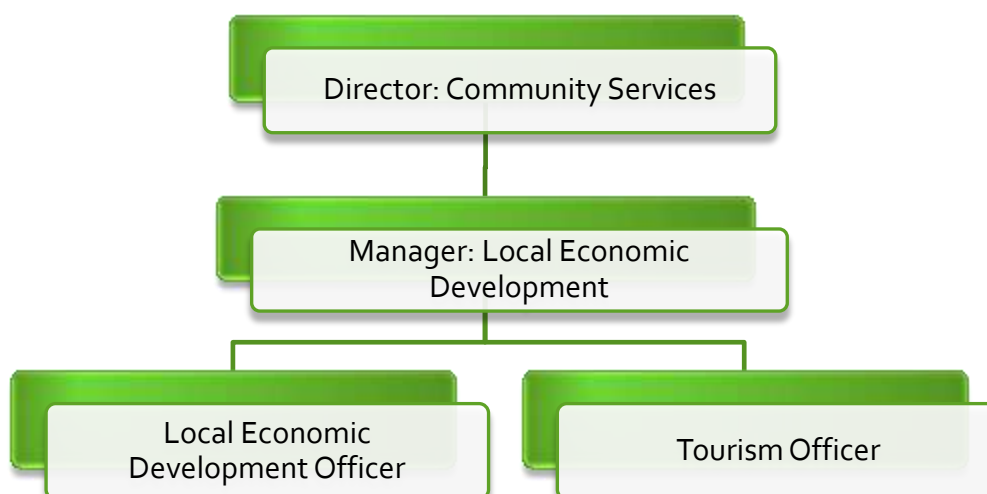 Director: Community Services
Manager: Local Economic
Development
Local Economic
Development Officer
Tourism Officer